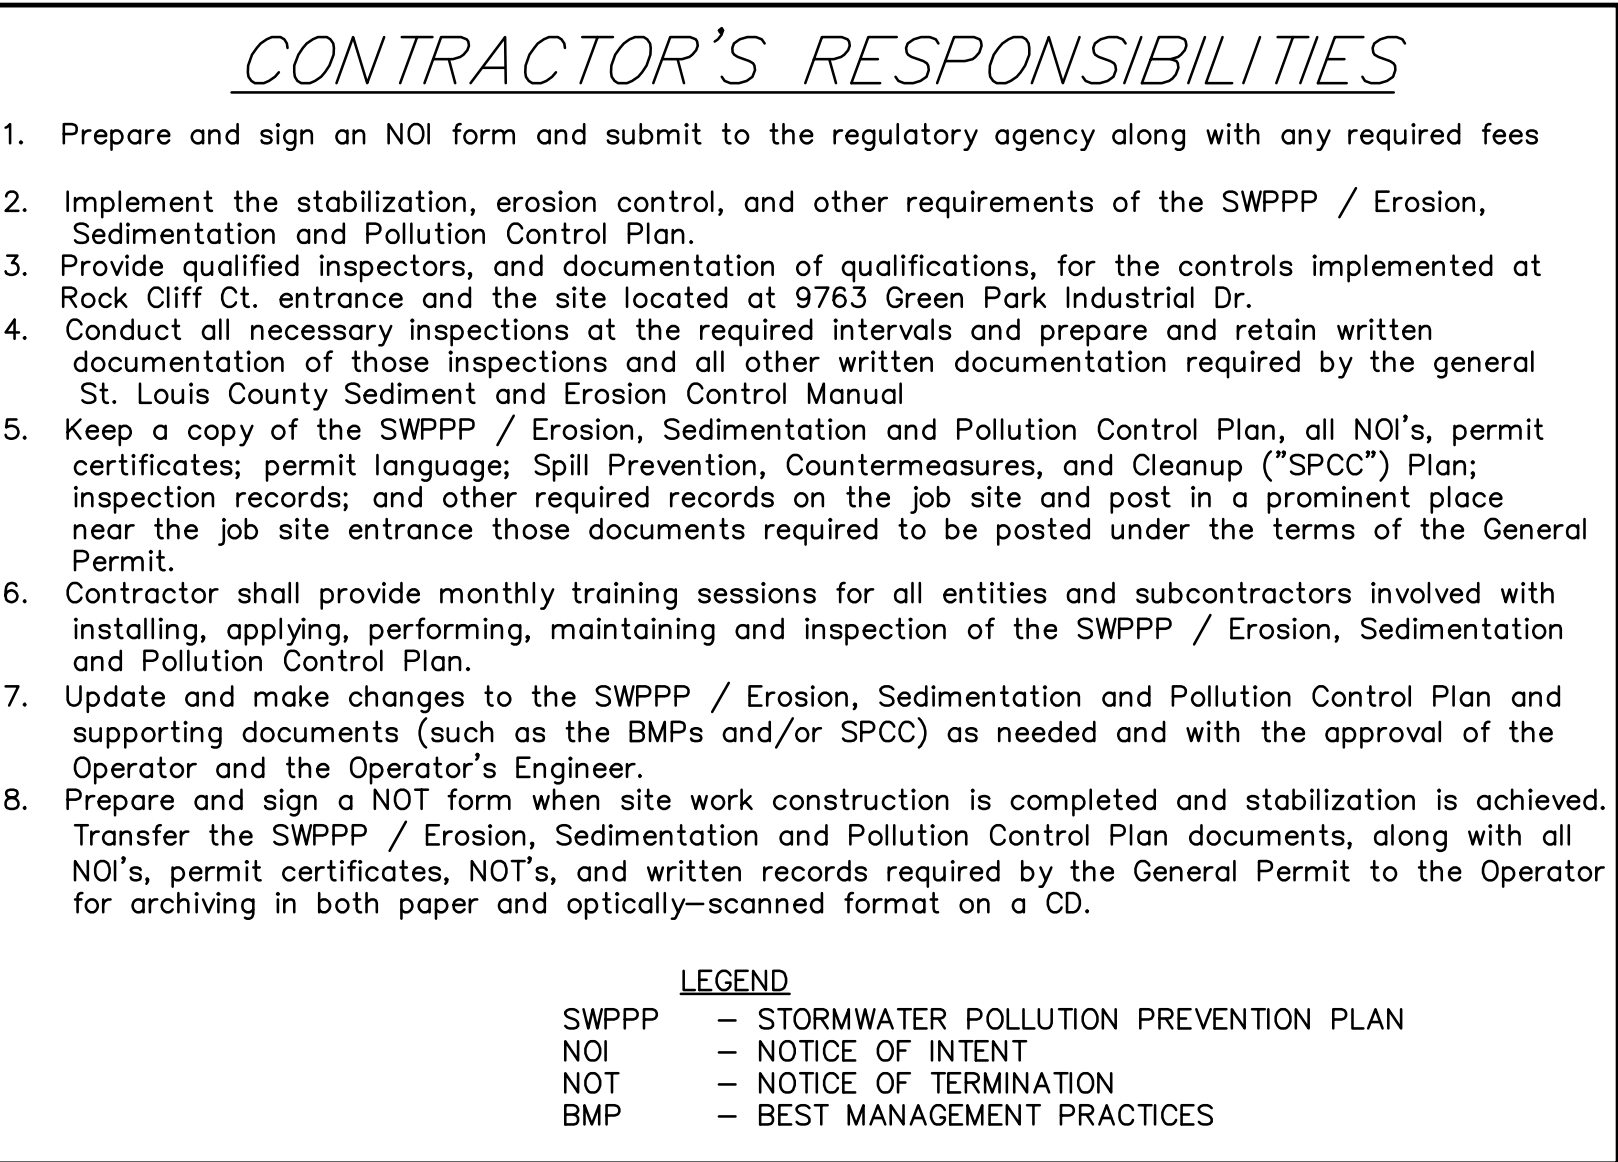 CONTRACTOR'S RESPONSIBILITIES
1. Prepare and sign an NOI form and submit to the regulatory agency along with any required fees
2. Implement the stabilization, erosion control, and other requirements of the SWPPP / Erosion,
Sedimentation and Pollution Control Plan.
3. Provide qualified inspectors, and documentation of qualifications, for the controls implemented at
Rock Cliff Ct. entrance and the site located at 9763 Green Park Industrial Dr.
4. Conduct all necessary inspections at the required intervals and prepare and retain written
documentation of those inspections and all other written documentation required by the general
St. Louis County Sediment and Erosion Control Manual
5. Keep a copy of the SWPPP / Erosion, Sedimentation and Pollution Control Plan, all NOI's, permit
certificates; permit language; Spill Prevention, Countermeasures, and Cleanup ("SPCC") Plan;
inspection records; and other required records on the job site and post in a prominent place
near the job site entrance those documents required to be posted under the terms of the General
Permit.
6. Contractor shall provide monthly training sessions for all entities and subcontractors involved with
installing, applying, performing, maintaining and inspection of the SWPPP / Erosion, Sedimentation
and Pollution Control Plan.
7. Update and make changes to the SWPPP / Erosion, Sedimentation and Pollution Control Plan and
supporting documents (such as the BMPs and/or SPCC) as needed and with the approval of the
Operator and the Operator's Engineer.
8. Prepare and sign a NOT form when site work construction is completed and stabilization is achieved.
Transfer the SWPPP / Erosion, Sedimentation and Pollution Control Plan documents, along with all
NOI's, permit certificates, NOT's, and written records required by the General Permit to the Operator
for archiving in both paper and optically–scanned format on a CD.
LEGEND
SWPPP – STORMWATER POLLUTION PREVENTION PLAN
NOI – NOTICE OF INTENT
NOT – NOTICE OF TERMINATION
BMP – BEST MANAGEMENT PRACTICES